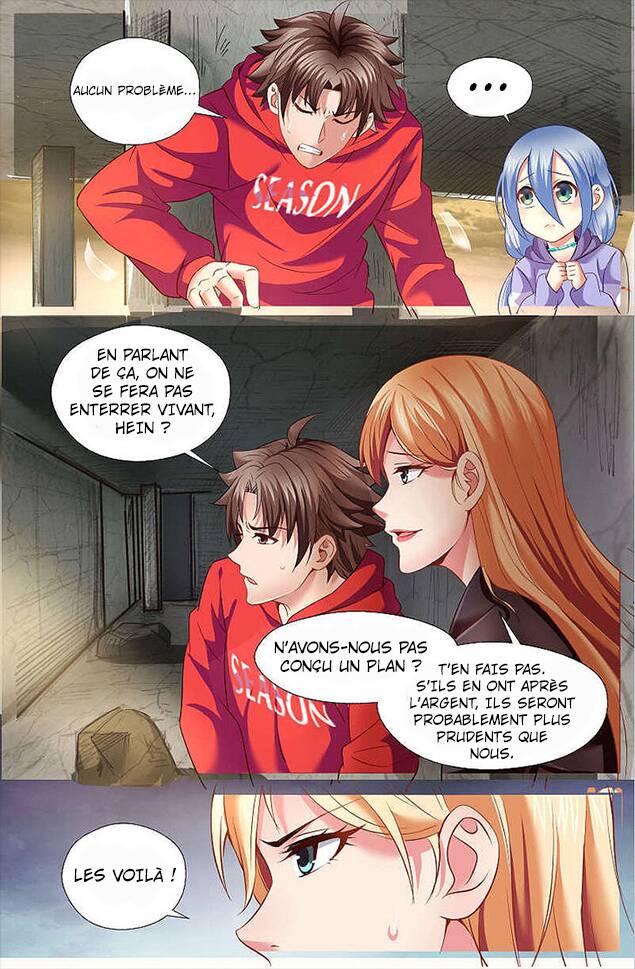 AUCUN PROBLÈME...
...
SEASON
EN PARLANT
DE ÇA, ON NE
SE FERA PAS
ENTERRER VIVANT,
HEIN ?
N'AVONS-NOUS PAS
CONÇU UN PLAN ?
T'EN FAIS PAS.
S'ILS EN ONT APRÈS
L'ARGENT, ILS SERONT
PROBABLEMENT PLUS
PRUDENTS QUE
NOUS.
SEASON
LES VOILÀ !